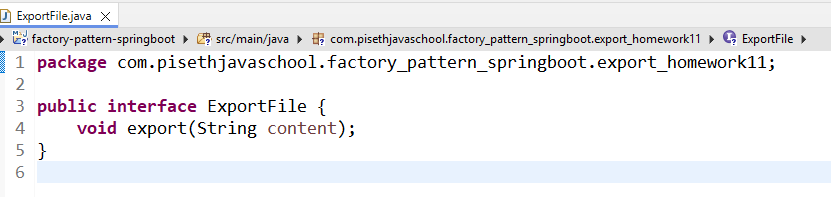 ExportFile.java
factory-pattern-springboot src/main/java com.pisethjavaschool.factory_pattern_springboot.export_homework11 ExportFile
1 package com.pisethjavaschool.factory_pattern_springboot.export_homework11;
2
3 public interface ExportFile {
4 void export(String content);
5 }
6